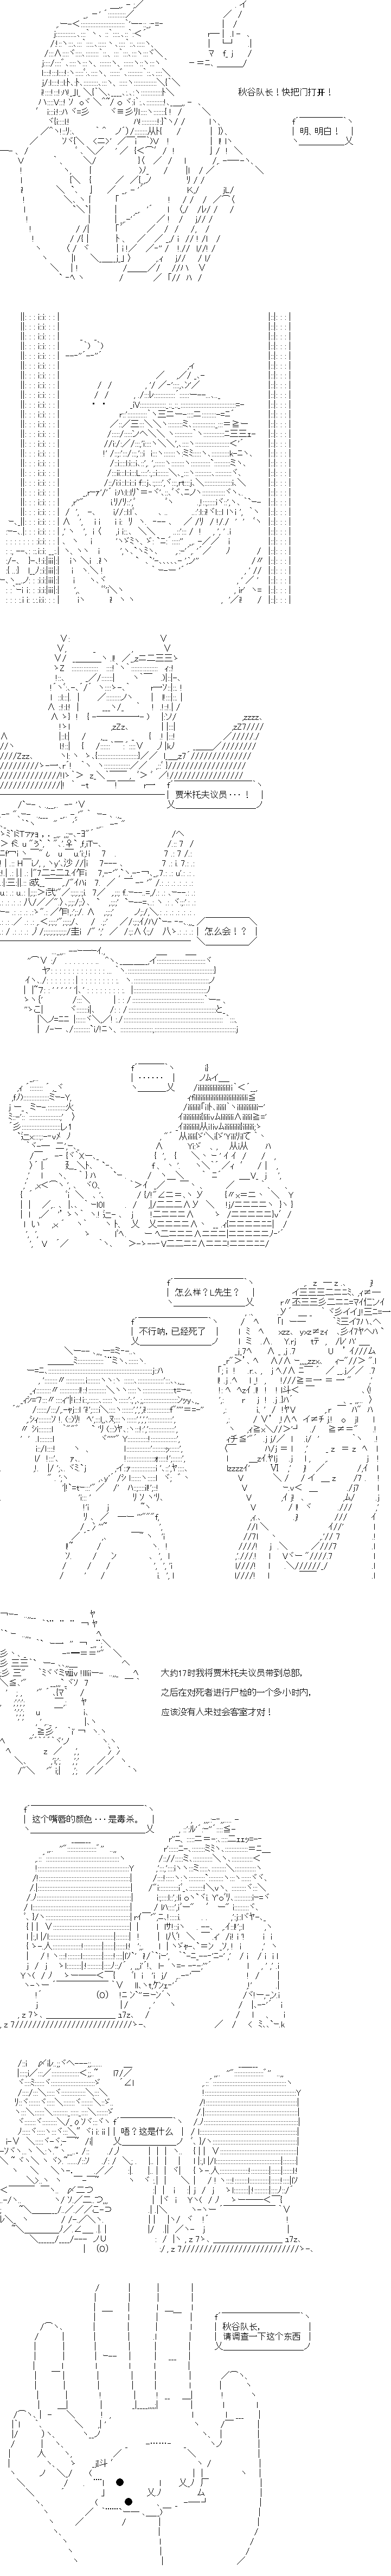 秋谷队长！快把门打开！
明、明白！
贾米托夫议员・・・！
怎么会！？
・・・・・・
怎么样？L先生？
不行呐，已经死了
大约17时我将贾米托夫议员带到总部，
之后在对死者进行尸检的一个多小时内，
应该没有人来过会客室才对！
这个嘴唇的颜色・・・是毒杀。
唔？这是什么
秋谷队长，
请调查一下这个东西